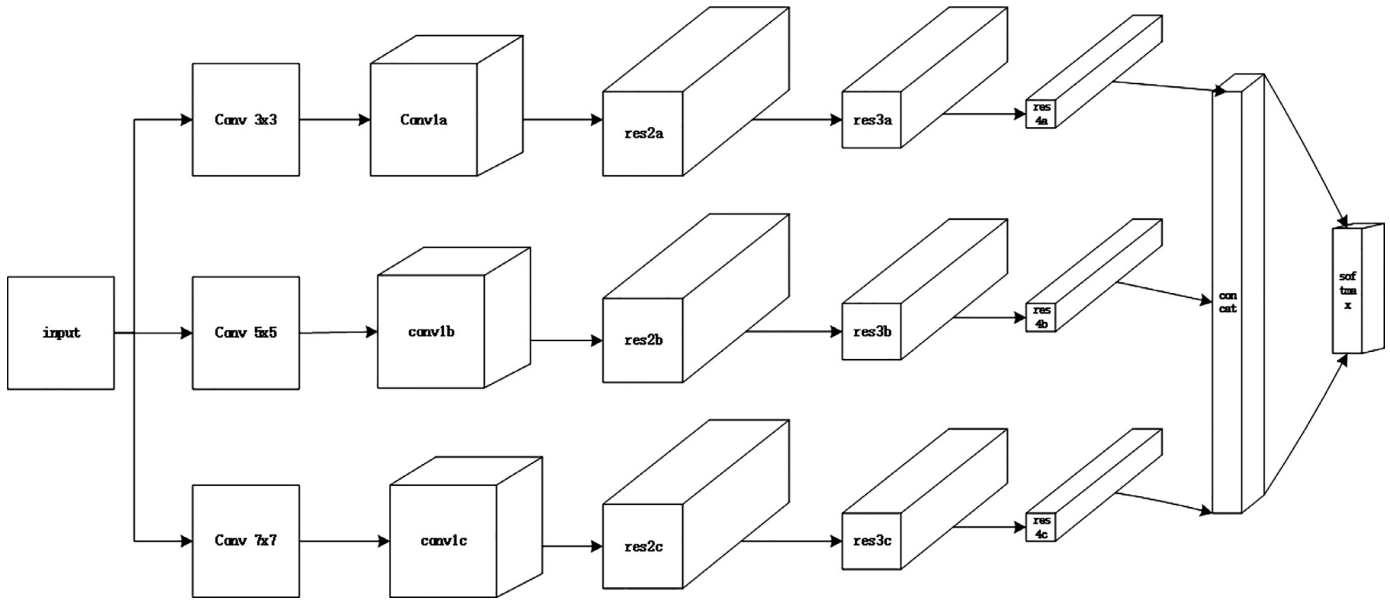 Conv 3x3
Conv1a
res2a
res3a
res
4a
input
Conv 5x5
conv1b
res2b
res3b
res
4b
con
cat
sof
tma
x
Conv 7x7
conv1c
res2c
res3c
res
4c